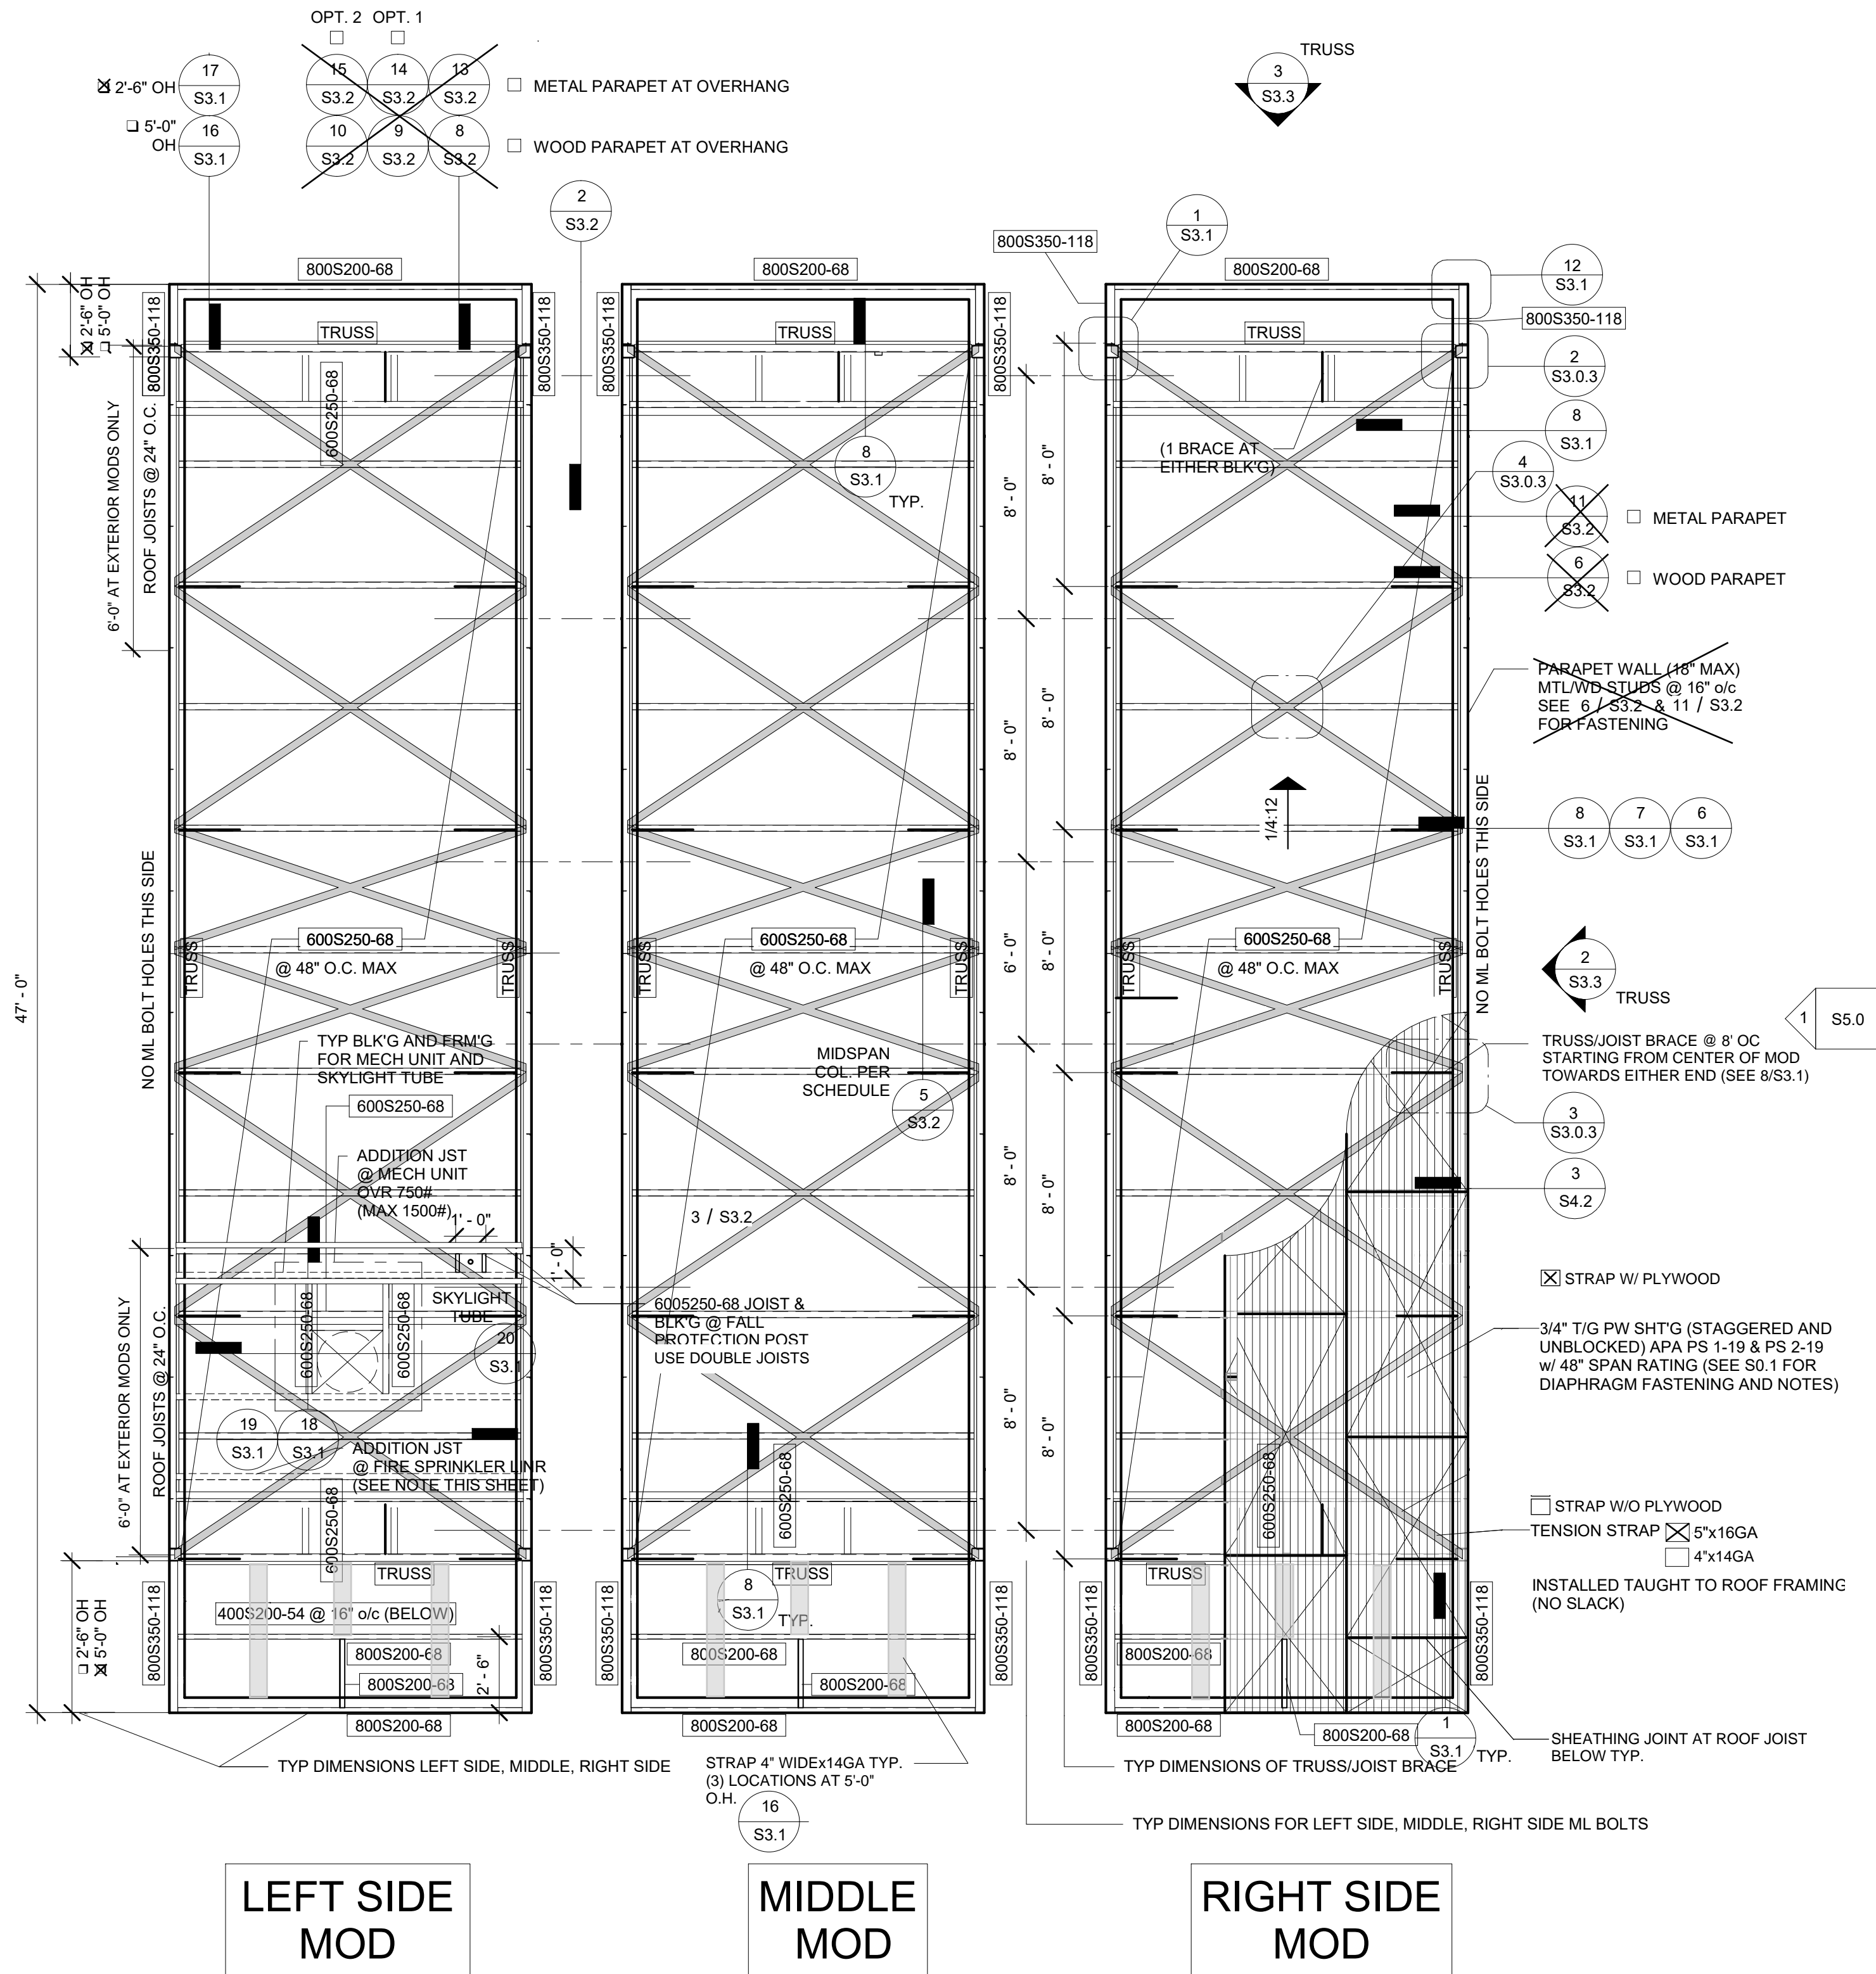 OPT. 2 OPT. 1
TRUSS
3
S3.3
☒ 2'-6" OH
17
S3.1
15
S3.2
14
S3.2
13
S3.2
METAL PARAPET AT OVERHANG
❑ 5'-0"
OH
16
S3.1
10
S3.2
9
S3.2
8
S3.2
WOOD PARAPET AT OVERHANG
2
S3.2
1
S3.1
800S350-118
12
S3.1
800S350-118
800S200-68
800S200-68
800S200-68
2'-6" OH
5'-0" OH
800S350-118
800S350-118
800S350-118
800S350-118
TRUSS
TRUSS
TRUSS
2
S3.0.3
8
S3.1
4
S3.0.3
11
S3.2
METAL PARAPET
6
S3.2
WOOD PARAPET
600S250-68
6'-0" AT EXTERIOR MODS ONLY
ROOF JOISTS @ 24" O.C.
8
S3.1
TYP.
(1 BRACE AT
EITHER BLK'G)
8' - 0"
8' - 0"
PARAPET WALL (18" MAX)
MTL/WD STUDS @ 16" o/c
SEE 6 / S3.2 & 11 / S3.2
FOR FASTENING
8' - 0"
8' - 0"
1/4:12
8
S3.1
7
S3.1
6
S3.1
NO ML BOLT HOLES THIS SIDE
NO ML BOLT HOLES THIS SIDE
47' - 0"
TRUSS
600S250-68
@ 48" O.C. MAX
TRUSS
TRUSS
600S250-68
@ 48" O.C. MAX
TRUSS
6' - 0"
8' - 0"
TRUSS
600S250-68
@ 48" O.C. MAX
TRUSS
2
S3.3
TRUSS
1
S5.0
TYP BLK'G AND FRM'G
FOR MECH UNIT AND
SKYLIGHT TUBE
600S250-68
MIDSPAN
COL. PER
SCHEDULE
5
S3.2
TRUSS/JOIST BRACE @ 8' OC
STARTING FROM CENTER OF MOD
TOWARDS EITHER END (SEE 8/S3.1)
3
S3.0.3
3
S4.2
ADDITION JST
@ MECH UNIT
OVR 750#
(MAX 1500#)
1' - 0"
1' - 0"
3 / S3.2
8' - 0"
8' - 0"
STRAP W/ PLYWOOD
6'-0" AT EXTERIOR MODS ONLY
ROOF JOISTS @ 24" O.C.
600S250-68
600S250-68
SKYLIGHT
TUBE
20
S3.1
6005250-68 JOIST &
BLK'G @ FALL
PROTECTION POST
USE DOUBLE JOISTS
3/4" T/G PW SHT'G (STAGGERED AND
UNBLOCKED) APA PS 1-19 & PS 2-19
w/ 48" SPAN RATING (SEE S0.1 FOR
DIAPHRAGM FASTENING AND NOTES)
8' - 0"
8' - 0"
19
S3.1
18
S3.1
ADDITION JST
@ FIRE SPRINKLER LINR
(SEE NOTE THIS SHEET)
600S250-68
600S250-68
600S250-68
STRAP W/O PLYWOOD
TENSION STRAP 5"x16GA
4"x14GA
INSTALLED TAUGHT TO ROOF FRAMING
(NO SLACK)
TRUSS
TRUSS
TRUSS
8
S3.1
TYP.
400S200-54 @ 16" o/c (BELOW)
2'-6" OH
5'-0" OH
800S350-118
800S350-118
800S350-118
800S350-118
800S350-118
800S350-118
800S200-68
800S200-68
800S200-68
800S200-68
800S200-68
2' - 6"
800S200-68
800S200-68
800S200-68
800S200-68
1
S3.1
TYP.
SHEATHING JOINT AT ROOF JOIST
BELOW TYP.
TYP DIMENSIONS LEFT SIDE, MIDDLE, RIGHT SIDE
STRAP 4" WIDEx14GA TYP.
(3) LOCATIONS AT 5'-0"
O.H.
16
S3.1
TYP DIMENSIONS OF TRUSS/JOIST BRACE
TYP DIMENSIONS FOR LEFT SIDE, MIDDLE, RIGHT SIDE ML BOLTS
LEFT SIDE
MOD
MIDDLE
MOD
RIGHT SIDE
MOD